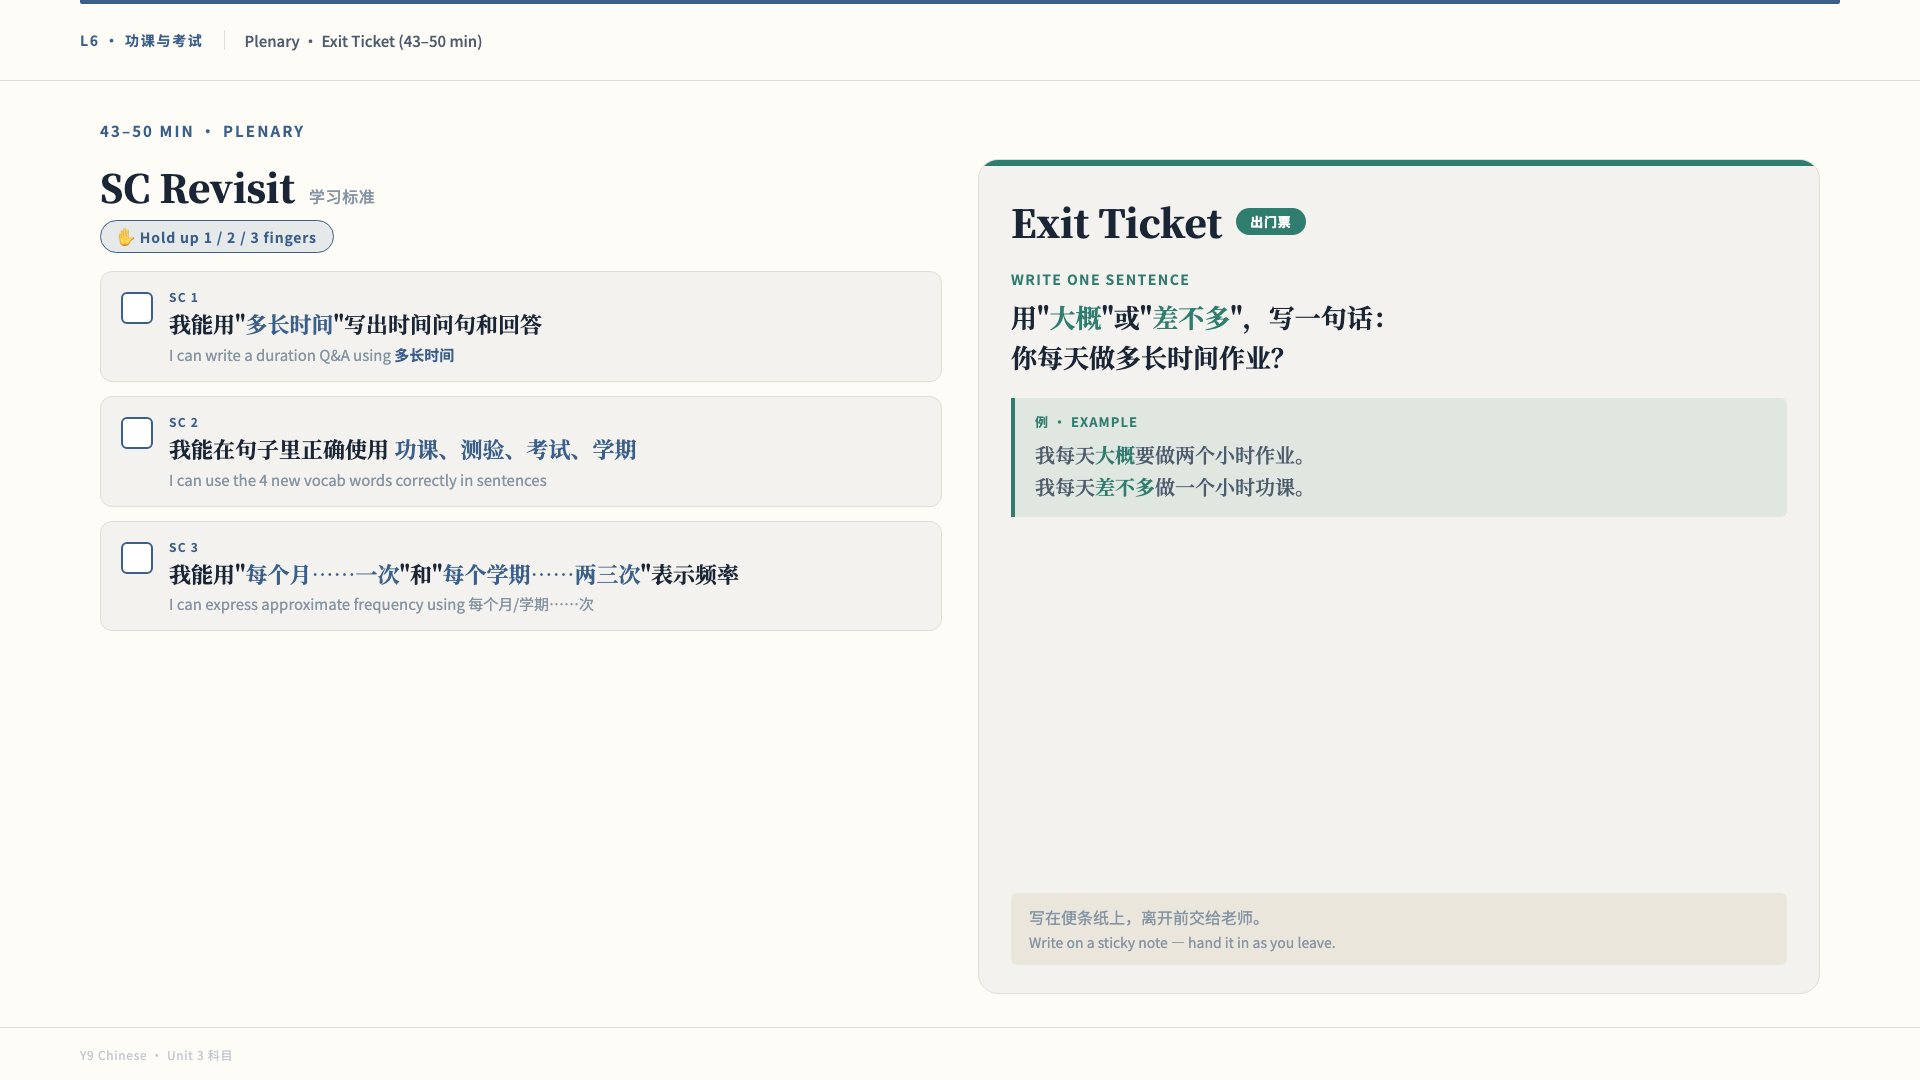 L6 • 功课与考试
Plenary • Exit Ticket (43–50 min)
43–50 MIN • PLENARY
SC Revisit 学习标准
✋ Hold up 1 / 2 / 3 fingers
SC 1
我能用"多长时间"写出时间问句和回答
I can write a duration Q&A using 多长时间
SC 2
我能在句子里正确使用 功课、测验、考试、学期
I can use the 4 new vocab words correctly in sentences
SC 3
我能用"每个月……一次"和"每个学期……两三次"表示频率
I can express approximate frequency using 每个月/学期……次
Exit Ticket 出门票
WRITE ONE SENTENCE
用"大概"或"差不多"，写一句话：
你每天做多长时间作业？
例 • EXAMPLE
我每天大概要做两个小时作业。
我每天差不多做一个小时功课。
写在便条纸上，离开前交给老师。
Write on a sticky note — hand it in as you leave.
Y9 Chinese • Unit 3 科目